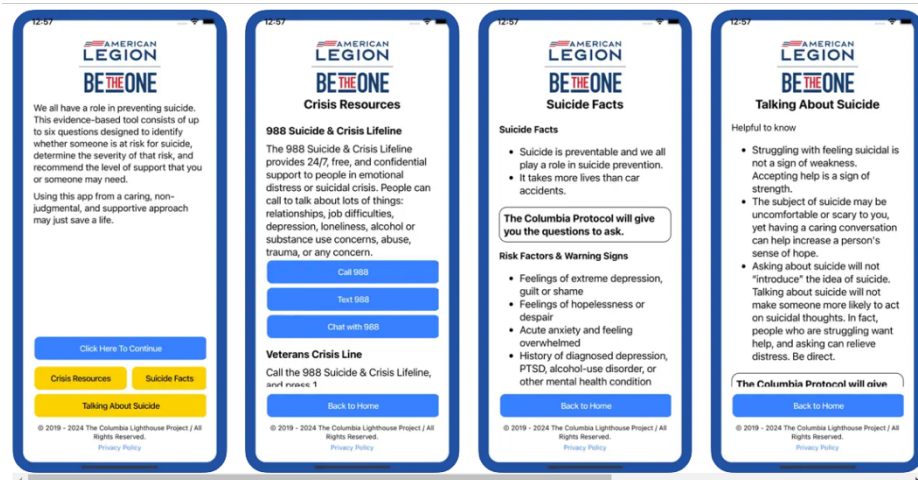 12:57
AMERICAN
LEGION
BE THE ONE
We all have a role in preventing suicide.
This evidence-based tool consists of up
to six questions designed to identify
whether someone is at risk for suicide,
determine the severity of that risk, and
recommend the level of support that you
or someone may need.
Using this app from a caring, non-
judgmental, and supportive approach
may just save a life.
Click Here To Continue
Crisis Resources
Suicide Facts
Talking About Suicide
© 2019 - 2024 The Columbia Lighthouse Project / All
Rights Reserved.
Privacy Policy
12:57
AMERICAN
LEGION
BE THE ONE
Crisis Resources
988 Suicide & Crisis Lifeline
The 988 Suicide & Crisis Lifeline
provides 24/7, free, and confidential
support to people in emotional
distress or suicidal crisis. People can
call to talk about lots of things:
relationships, job difficulties,
depression, loneliness, alcohol or
substance use concerns, abuse,
trauma, or any concern.
Call 988
Text 988
Chat with 988
Veterans Crisis Line
Call the 988 Suicide & Crisis Lifeline,
and press 1
Back to Home
© 2019 - 2024 The Columbia Lighthouse Project / All
Rights Reserved.
Privacy Policy
12:57
AMERICAN
LEGION
BE THE ONE
Suicide Facts
Suicide Facts
• Suicide is preventable and we all
play a role in suicide prevention.
• It takes more lives than car
accidents.
The Columbia Protocol will give
you the questions to ask.
Risk Factors & Warning Signs
• Feelings of extreme depression,
guilt or shame
• Feelings of hopelessness or
despair
• Acute anxiety and feeling
overwhelmed
• History of diagnosed depression,
PTSD, alcohol-use disorder, or
other mental health condition
Back to Home
© 2019 - 2024 The Columbia Lighthouse Project / All
Rights Reserved.
Privacy Policy
12:57
AMERICAN
LEGION
BE THE ONE
Talking About Suicide
Helpful to know
• Struggling with feeling suicidal is
not a sign of weakness.
Accepting help is a sign of
strength.
• The subject of suicide may be
uncomfortable or scary to you,
yet having a caring conversation
can help increase a person's
sense of hope.
• Asking about suicide will not
"introduce" the idea of suicide.
Talking about suicide will not
make someone more likely to act
on suicidal thoughts. In fact,
people who are struggling want
help, and asking can relieve
distress. Be direct.
The Columbia Protocol will give
Back to Home
© 2019 - 2024 The Columbia Lighthouse Project / All
Rights Reserved.
Privacy Policy